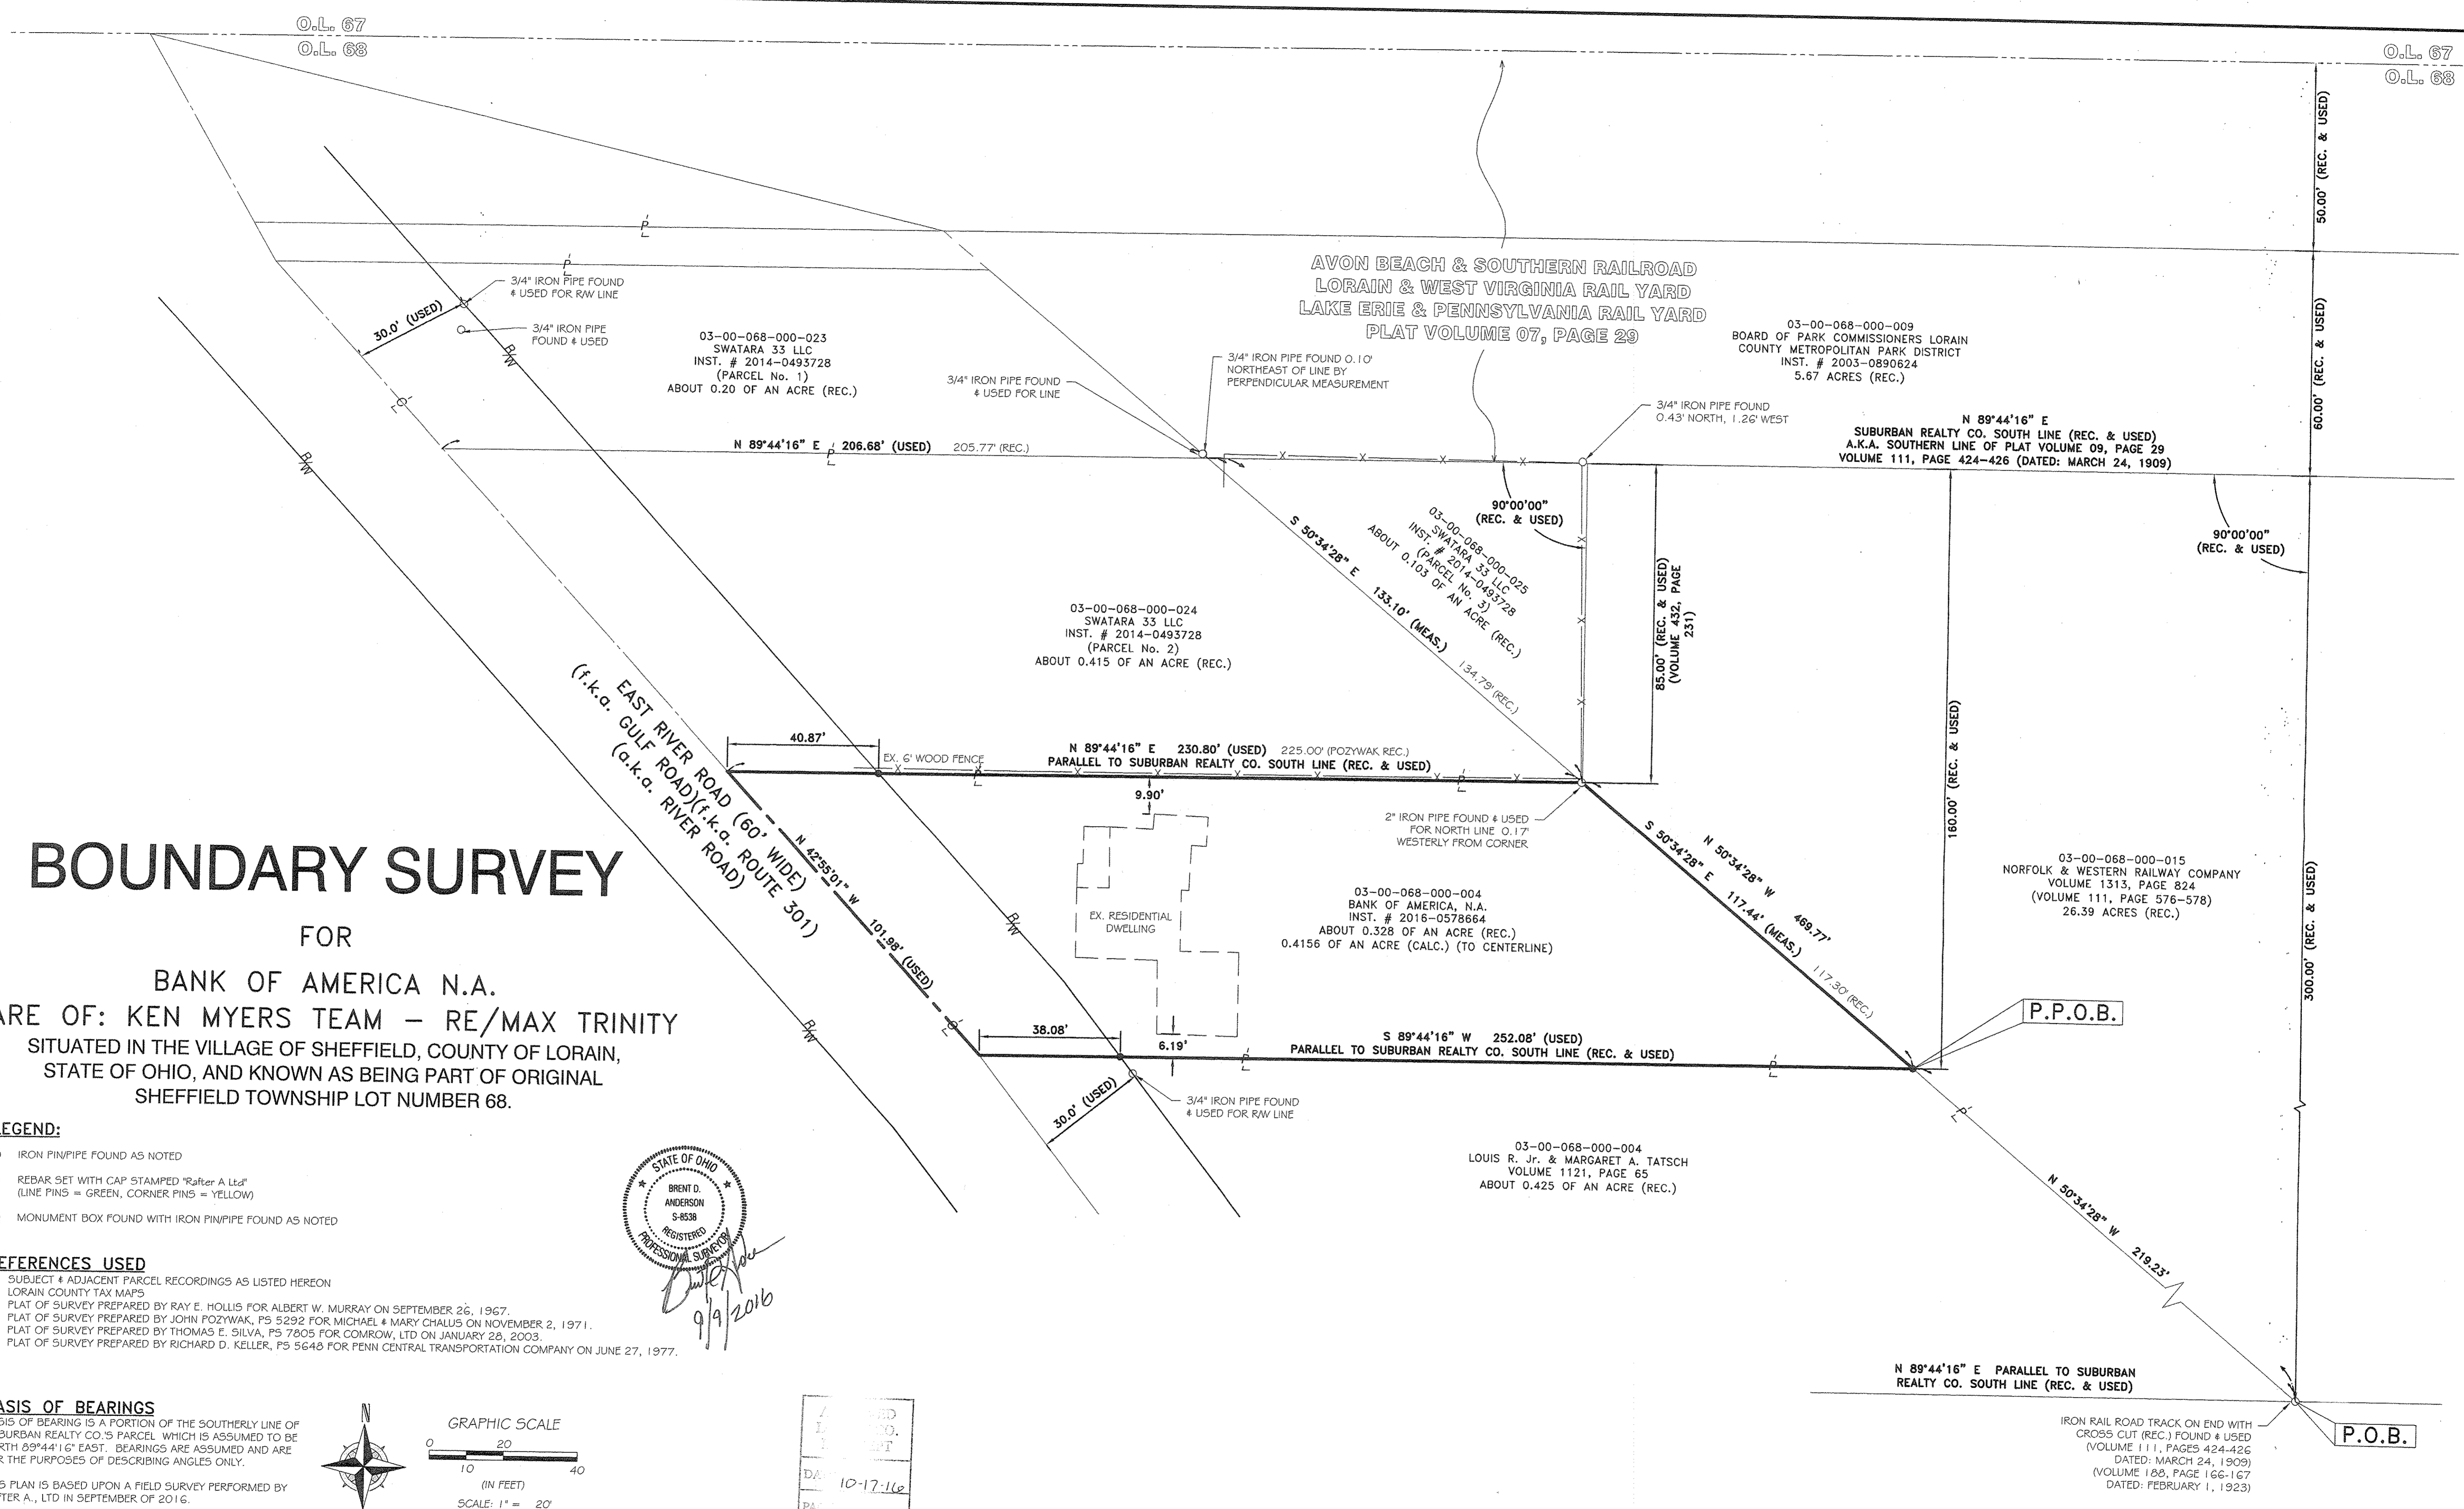 O.L. 67
O.L. 68
O.L. 67
O.L. 68
50.00' (REC. & USED)
60.00' (REC. & USED)
3/4" IRON PIPE FOUND
& USED FOR R/W LINE
30.0' (USED)
3/4" IRON PIPE
FOUND & USED
03-00-068-000-023
SWATARA 33 LLC
INST. # 2014-0493728
(PARCEL No. 1)
ABOUT 0.20 OF AN ACRE (REC.)
AVON BEACH & SOUTHERN RAILROAD
LORAIN & WEST VIRGINIA RAIL YARD
LAKE ERIE & PENNSYLVANIA RAIL YARD
PLAT VOLUME 07, PAGE 29
03-00-068-000-009
BOARD OF PARK COMMISSIONERS LORAIN
COUNTY METROPOLITAN PARK DISTRICT
INST. # 2003-0890624
5.67 ACRES (REC.)
3/4" IRON PIPE FOUND
& USED FOR LINE
3/4" IRON PIPE FOUND 0.10'
NORTHEAST OF LINE BY
PERPENDICULAR MEASUREMENT
3/4" IRON PIPE FOUND
0.43' NORTH, 1.26' WEST
N 89°44'16" E
SUBURBAN REALTY CO. SOUTH LINE (REC. & USED)
A.K.A. SOUTHERN LINE OF PLAT VOLUME 09, PAGE 29
VOLUME 111, PAGE 424-426 (DATED: MARCH 24, 1909)
N 89°44'16" E 206.68' (USED) 205.77' (REC.)
90°00'00"
(REC. & USED)
90°00'00"
(REC. & USED)
03-00-068-000-025
SWATARA 33 LLC
INST. # 2014-0493728
(PARCEL No. 3)
ABOUT 0.103 OF AN ACRE (REC.)
S 50°34'28" E 133.10' (MEAS.) 134.79' (REC.)
85.00' (REC. & USED)
(VOLUME 432, PAGE
231)
160.00' (REC. & USED)
300.00' (REC. & USED)
03-00-068-000-024
SWATARA 33 LLC
INST. # 2014-0493728
(PARCEL No. 2)
ABOUT 0.415 OF AN ACRE (REC.)
R/W
R/W
R/W
R/W
EAST RIVER ROAD (60' WIDE)
(f.k.a. GULF ROAD)(f.k.a. ROUTE 301)
(a.k.a. RIVER ROAD)
40.87'
EX. 6' WOOD FENCE
N 89°44'16" E 230.80' (USED) 225.00' (POZYWAK REC.)
PARALLEL TO SUBURBAN REALTY CO. SOUTH LINE (REC. & USED)
9.90'
2" IRON PIPE FOUND & USED
FOR NORTH LINE 0.17'
WESTERLY FROM CORNER
N 42°55'01" W 101.98' (USED)
EX. RESIDENTIAL
DWELLING
03-00-068-000-004
BANK OF AMERICA, N.A.
INST. # 2016-0578664
ABOUT 0.328 OF AN ACRE (REC.)
0.4156 OF AN ACRE (CALC.) (TO CENTERLINE)
N 50°34'28" W 469.77'
S 50°34'28" E 117.44' (MEAS.) 117.30' (REC.)
03-00-068-000-015
NORFOLK & WESTERN RAILWAY COMPANY
VOLUME 1313, PAGE 824
(VOLUME 111, PAGE 576-578)
26.39 ACRES (REC.)
P.P.O.B.
38.08'
6.19'
S 89°44'16" W 252.08' (USED)
PARALLEL TO SUBURBAN REALTY CO. SOUTH LINE (REC. & USED)
30.0' (USED)
3/4" IRON PIPE FOUND
& USED FOR R/W LINE
03-00-068-000-004
LOUIS R. Jr. & MARGARET A. TATSCH
VOLUME 1121, PAGE 65
ABOUT 0.425 OF AN ACRE (REC.)
N 50°34'28" W 219.23'
N 89°44'16" E PARALLEL TO SUBURBAN
REALTY CO. SOUTH LINE (REC. & USED)
IRON RAIL ROAD TRACK ON END WITH
CROSS CUT (REC.) FOUND & USED
(VOLUME 111, PAGES 424-426
DATED: MARCH 24, 1909)
(VOLUME 188, PAGE 166-167
DATED: FEBRUARY 1, 1923)
P.O.B.
BOUNDARY SURVEY
FOR
BANK OF AMERICA N.A.
ARE OF: KEN MYERS TEAM - RE/MAX TRINITY
SITUATED IN THE VILLAGE OF SHEFFIELD, COUNTY OF LORAIN,
STATE OF OHIO, AND KNOWN AS BEING PART OF ORIGINAL
SHEFFIELD TOWNSHIP LOT NUMBER 68.
EGEND:
IRON PIN/PIPE FOUND AS NOTED
REBAR SET WITH CAP STAMPED "Rafter A Ltd"
(LINE PINS = GREEN, CORNER PINS = YELLOW)
MONUMENT BOX FOUND WITH IRON PIN/PIPE FOUND AS NOTED
STATE OF OHIO
BRENT D.
ANDERSON
S-8538
REGISTERED
PROFESSIONAL SURVEYOR
9/9/2016
EFERENCES USED
SUBJECT & ADJACENT PARCEL RECORDINGS AS LISTED HEREON
LORAIN COUNTY TAX MAPS
PLAT OF SURVEY PREPARED BY RAY E. HOLLIS FOR ALBERT W. MURRAY ON SEPTEMBER 26, 1967.
PLAT OF SURVEY PREPARED BY JOHN POZYWAK, PS 5292 FOR MICHAEL & MARY CHALUS ON NOVEMBER 2, 1971.
PLAT OF SURVEY PREPARED BY THOMAS E. SILVA, PS 7805 FOR COMROW, LTD ON JANUARY 28, 2003.
PLAT OF SURVEY PREPARED BY RICHARD D. KELLER, PS 5648 FOR PENN CENTRAL TRANSPORTATION COMPANY ON JUNE 27, 1977.
ASIS OF BEARINGS
SIS OF BEARING IS A PORTION OF THE SOUTHERLY LINE OF
BURBAN REALTY CO.'S PARCEL WHICH IS ASSUMED TO BE
RTH 89°44'16" EAST. BEARINGS ARE ASSUMED AND ARE
R THE PURPOSES OF DESCRIBING ANGLES ONLY.
S PLAN IS BASED UPON A FIELD SURVEY PERFORMED BY
FTER A., LTD IN SEPTEMBER OF 2016.
N
GRAPHIC SCALE
0 20
10 40
(IN FEET)
SCALE: 1" = 20'
10-17-16